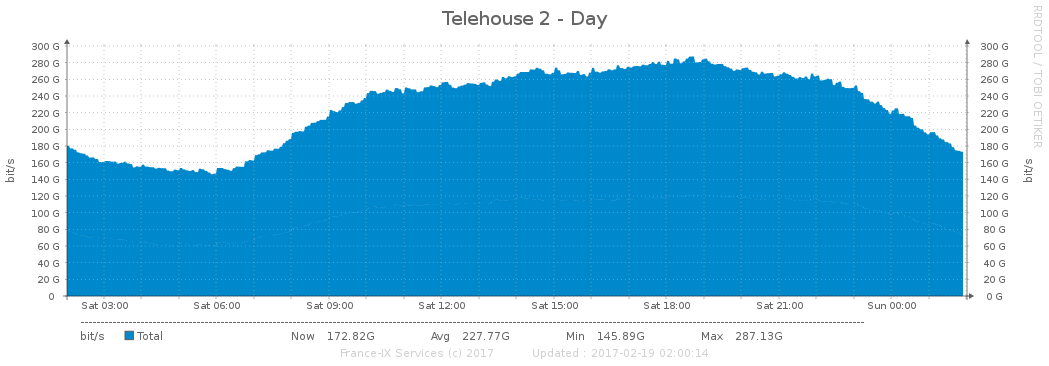 Telehouse 2 - Day
RRDTOOL / TOBI OETIKER
bit/s
300 G
280 G
260 G
240 G
220 G
200 G
180 G
160 G
140 G
120 G
100 G
80 G
60 G
40 G
20 G
0
300 G
280 G
260 G
240 G
220 G
200 G
180 G
160 G
140 G
120 G
100 G
80 G
60 G
40 G
20 G
0 G
bit/s
Sat 03:00 Sat 06:00 Sat 09:00 Sat 12:00 Sat 15:00 Sat 18:00 Sat 21:00 Sun 00:00
bit/s Total Now 172.82G Avg 227.77G Min 145.89G Max 287.13G
France-IX Services (c) 2017 Updated : 2017-02-19 02:00:14